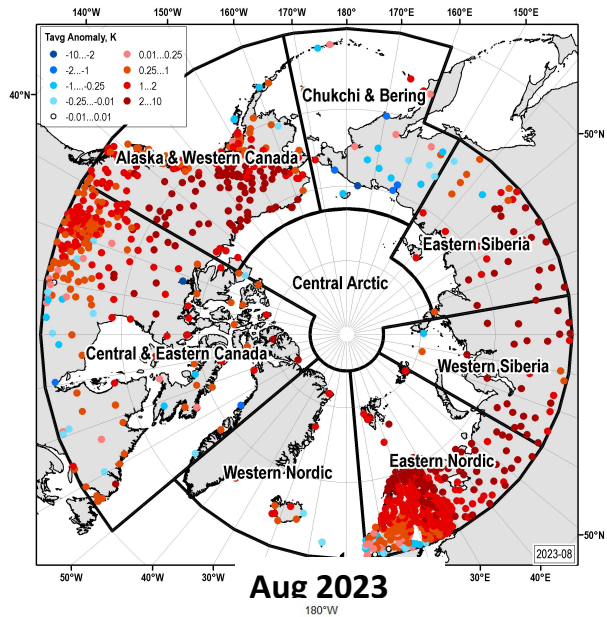 140°W 160°W 170°W 180° 170°E 160°E 150°E
Tavg Anomaly, K
-10...-2 0.01...0.25
-2...-1 0.25...1
-1...-0.25 1...2
-0.25...-0.01 2...10
-0.01...0.01
40°N
50°N
Chukchi & Bering
Alaska & Western Canada
Eastern Siberia
Central Arctic
Central & Eastern Canada
Western Siberia
Eastern Nordic
Western Nordic
50°N
2023-08
50°W 40°W 30°W 30°E 40°E
Aug 2023
180°W